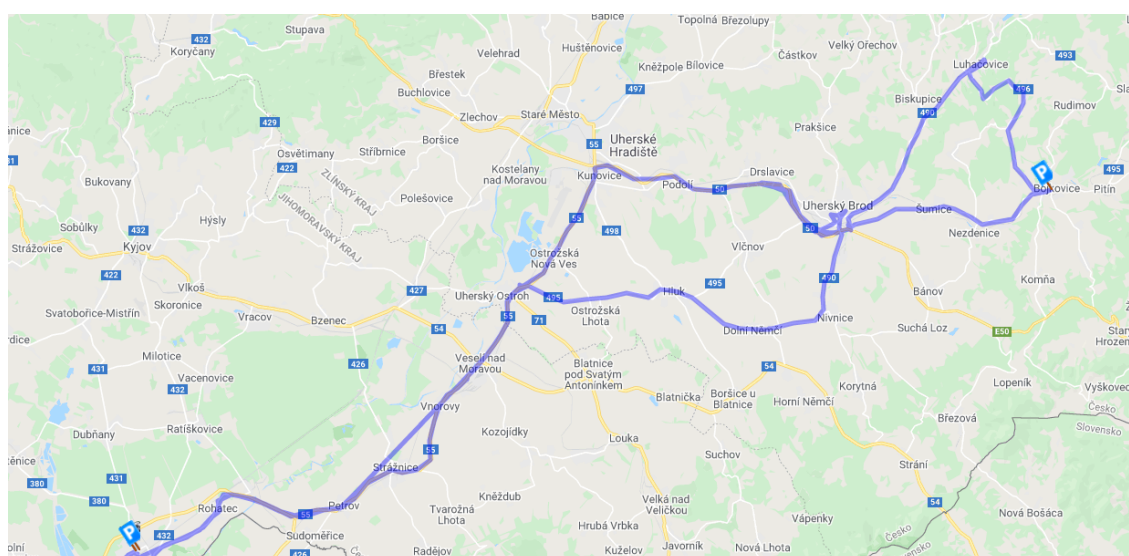 432
Stupava
Koryčany
Babice
Topolná
Březolupy
Velehrad
Huštěnovice
Velký Ořechov
Částkov
Kněžpole
Bílovice
Luhačovice
493
Břestek
Buchlovice
497
Biskupice
496
Rudimov
Zlechov
Staré Město
490
Prakšice
429
Boršice
55
Uherské
Hradiště
Osvětimany
Stříbrnice
422
Kostelany
nad Moravou
Kunovice
Podolí
50
Drslavice
495
Bojkovice
Pitín
Bukovany
ZLÍNSKÝ KRAJ
JIHOMORAVSKÝ KRAJ
Polešovice
Uherský Brod
Šumice
Sobůlky
Hýsly
55
498
50
Nezdenice
Strážovice
Kyjov
Vlčnov
Ostrožská
Nová Ves
422
Vlkoš
427
495
490
Komňa
Skoronice
Uherský Ostroh
495
Hluk
Bánov
Svatobořice-Mistřín
Vracov
Bzenec
54
55
71
Ostrožská
Lhota
Dolní Němčí
Nivnice
Suchá Loz
E50
431
Milotice
426
Veselí nad
Moravou
Blatnice
pod Svatým
Antonínkem
54
Lopeník
Vyškovec
432
Vacenovice
Blatnička
Boršice u
Blatnice
Horní Němčí
Korytná
Březová
Česko
Slovensko
Dubňany
Ratíškovice
Vnorovy
Kozojídky
Louka
55
Suchov
Strání
380
431
380
Strážnice
Kněždub
Velká nad
Veličkou
54
Rohatec
Petrov
55
Tvarožná
Lhota
Vápenky
Nová Bošáca
432
Sudoměřice
Hrubá Vrbka
Česko
426
Radějov
Kuželov
Javorník
Nová Lhota